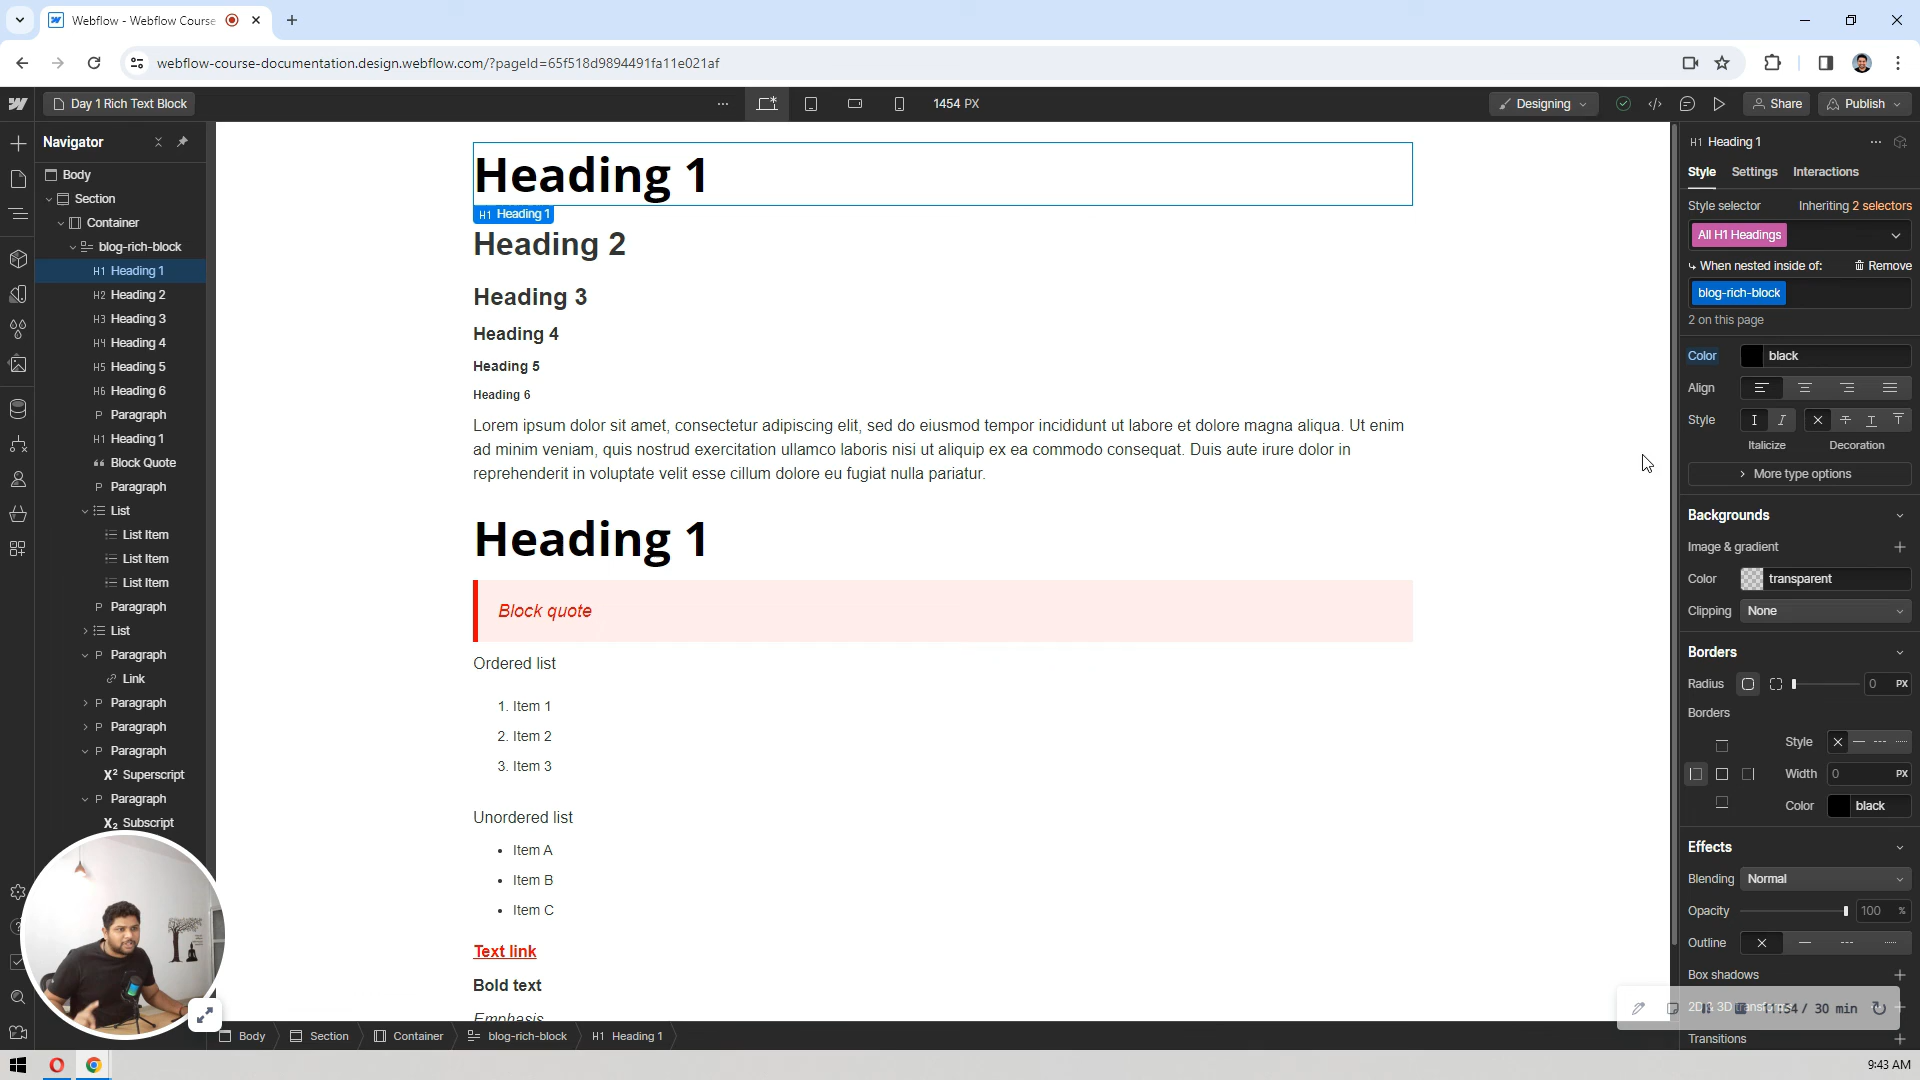 Webflow - Webflow Course
webflow-course-documentation.design.webflow.com/?pageId=65f518d9894491fa11e021af
Day 1 Rich Text Block
1454 PX
Designing
Share
Publish
Navigator
Body
Section
Container
blog-rich-block
H1 Heading 1
H2 Heading 2
H3 Heading 3
H4 Heading 4
H5 Heading 5
H6 Heading 6
P Paragraph
H1 Heading 1
Block Quote
P Paragraph
List
List Item
List Item
List Item
P Paragraph
List
P Paragraph
Link
P Paragraph
P Paragraph
P Paragraph
X² Superscript
P Paragraph
X₂ Subscript
Heading 1
H1 Heading 1
Heading 2
Heading 3
Heading 4
Heading 5
Heading 6
Lorem ipsum dolor sit amet, consectetur adipiscing elit, sed do eiusmod tempor incididunt ut labore et dolore magna aliqua. Ut enim
ad minim veniam, quis nostrud exercitation ullamco laboris nisi ut aliquip ex ea commodo consequat. Duis aute irure dolor in
reprehenderit in voluptate velit esse cillum dolore eu fugiat nulla pariatur.
Heading 1
Block quote
Ordered list
1. Item 1
2. Item 2
3. Item 3
Unordered list
• Item A
• Item B
• Item C
Text link
Bold text
Emphasis
Body
Section
Container
blog-rich-block
H1 Heading 1
H1 Heading 1
Style Settings Interactions
Style selector Inheriting 2 selectors
All H1 Headings
When nested inside of: Remove
blog-rich-block
2 on this page
Color black
Align
Style
Italicize Decoration
More type options
Backgrounds
Image & gradient
Color transparent
Clipping None
Borders
Radius 0 PX
Borders
Style
Width 0 PX
Color black
Effects
Blending Normal
Opacity 100 %
Outline
Box shadows
2D & 3D transforms
/ 30 min
Transitions
9:43 AM